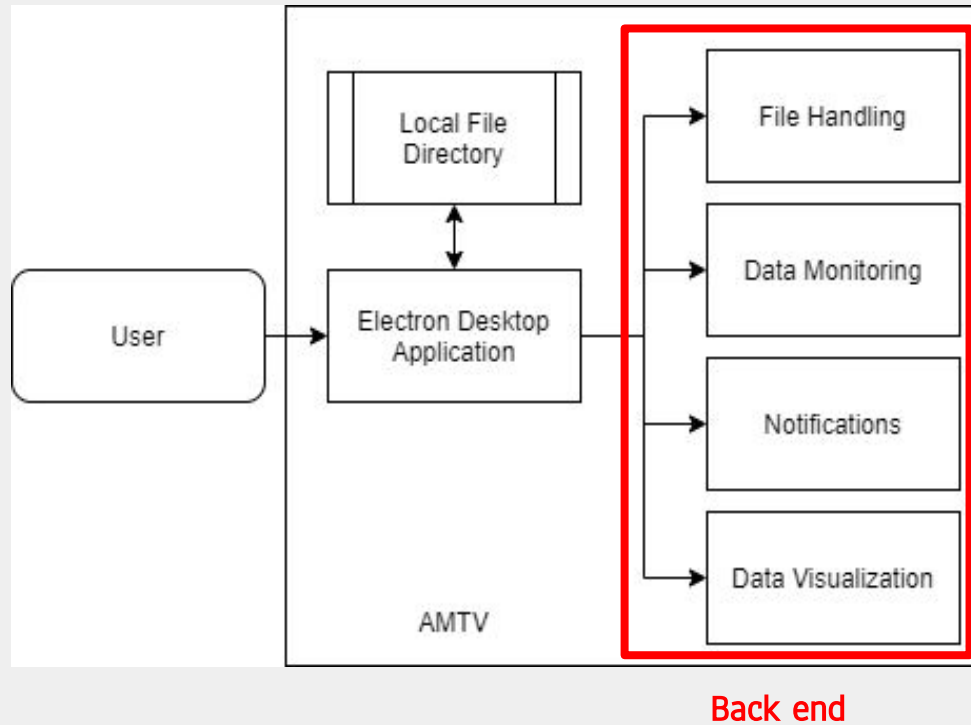 Local File
Directory
User
Electron Desktop
Application
File Handling
Data Monitoring
Notifications
Data Visualization
AMTV
Back end